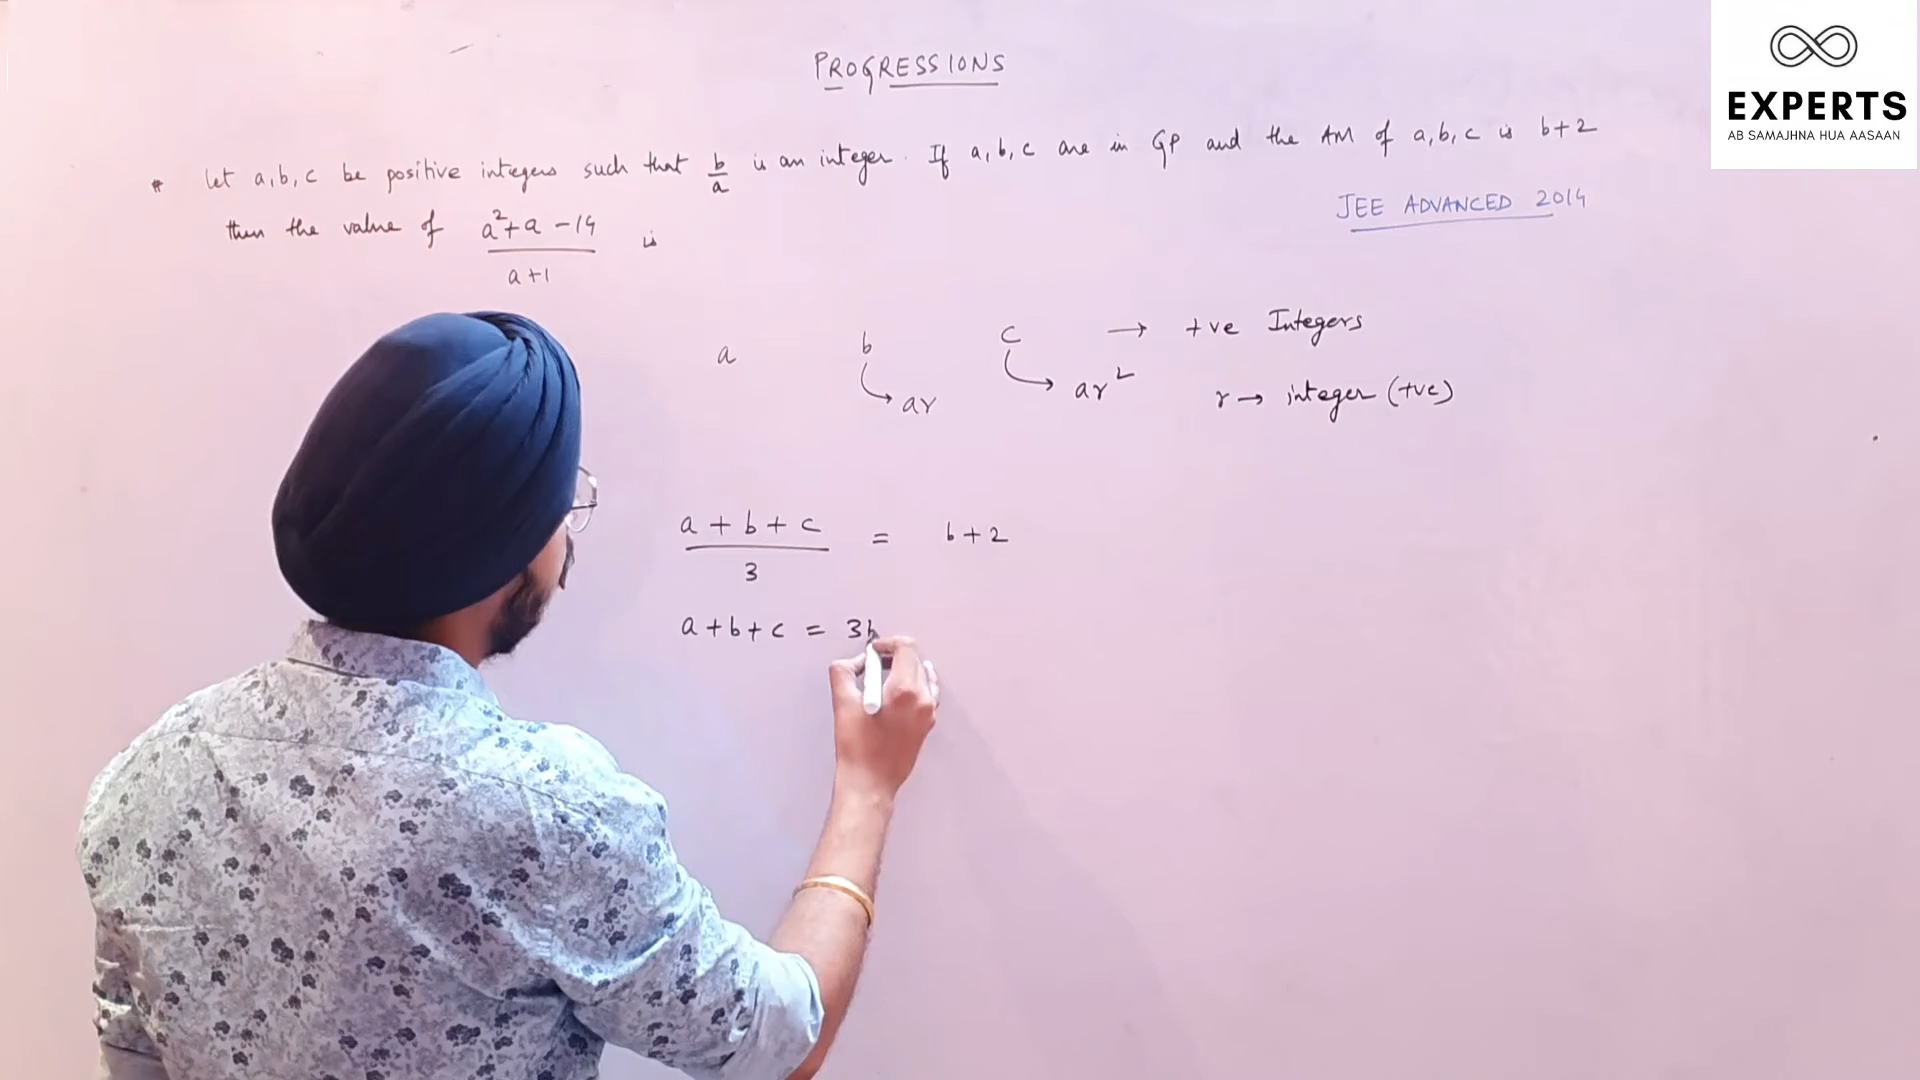 PROGRESSIONS
EXPERTS
AB SAMAJHNA HUA AASAAN
* Let a,b,c be positive integers such that b/a is an integer. If a,b,c are in GP and the AM of a,b,c is b+2
then the value of (a²+a-14)/(a+1) is
JEE ADVANCED 2014
a b c → +ve Integers
ar ar² r → integer (+ve)
(a+b+c)/3 = b+2
a+b+c = 3b